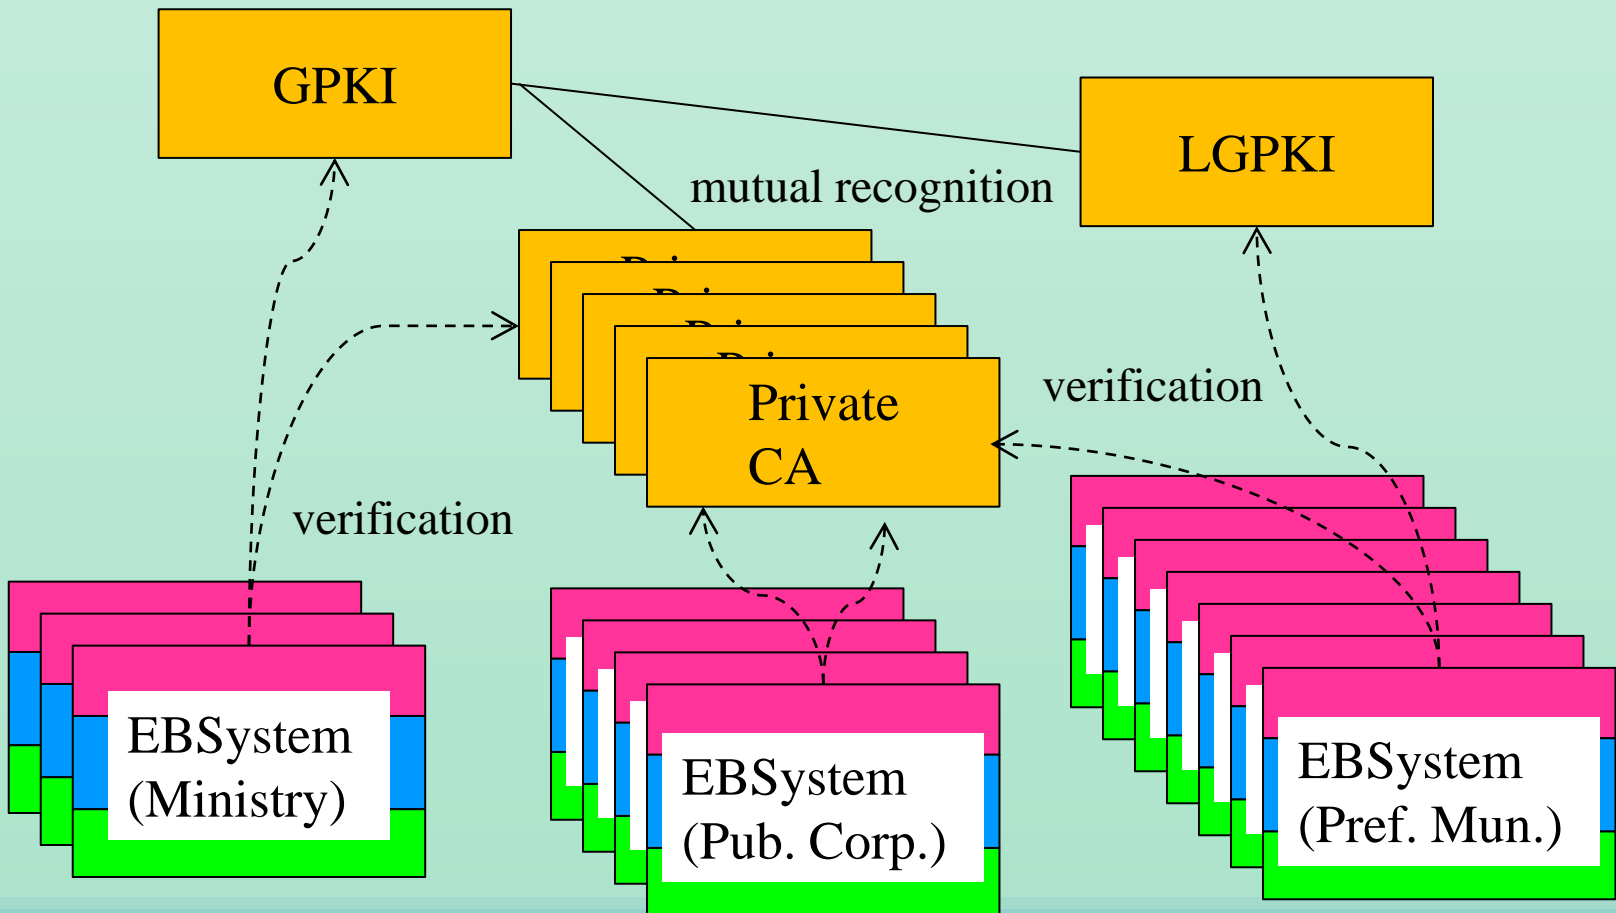 GPKI
LGPKI
mutual recognition
Private
CA
verification
verification
EBSystem
(Ministry)
EBSystem
(Pub. Corp.)
EBSystem
(Pref. Mun.)